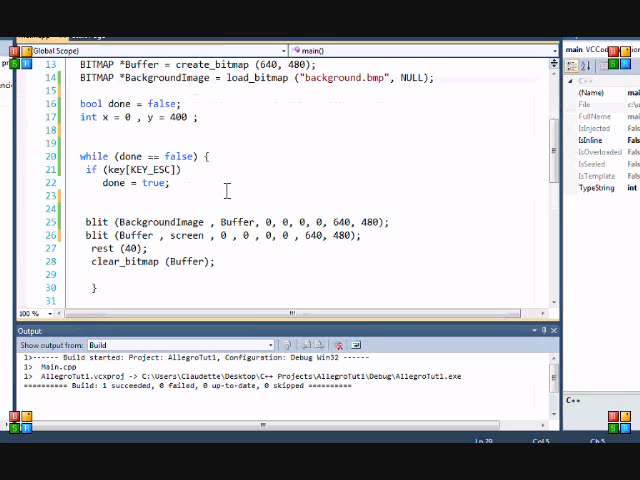 (Global Scope)
main()
13 BITMAP *Buffer = create_bitmap (640, 480);
14 BITMAP *BackgroundImage = load_bitmap ("background.bmp", NULL);
15
16 bool done = false;
17 int x = 0 , y = 400 ;
18
19
20 while (done == false) {
21 if (key[KEY_ESC])
22 done = true;
23
24
25 blit (BackgroundImage , Buffer, 0, 0, 0, 0, 640, 480);
26 blit (Buffer , screen , 0 , 0 , 0, 0 , 640, 480);
27 rest (40);
28 clear_bitmap (Buffer);
29
30 }
31
100 %
Output
Show output from: Build
1>------ Build started: Project: AllegroTut1, Configuration: Debug Win32 ------
1> Main.cpp
1> AllegroTut1.vcxproj -> C:\Users\Claudette\Desktop\C++ Projects\AllegroTut1\Debug\AllegroTut1.exe
========== Build: 1 succeeded, 0 failed, 0 up-to-date, 0 skipped ==========
main
C++
(Name) mai
File
FullName mai
IsInjected Fals
IsInline Fals
IsOverloaded Fals
IsSealed Fals
IsTemplate Fals
TypeString int
C++
Ln 29
Col 5
Ch 5